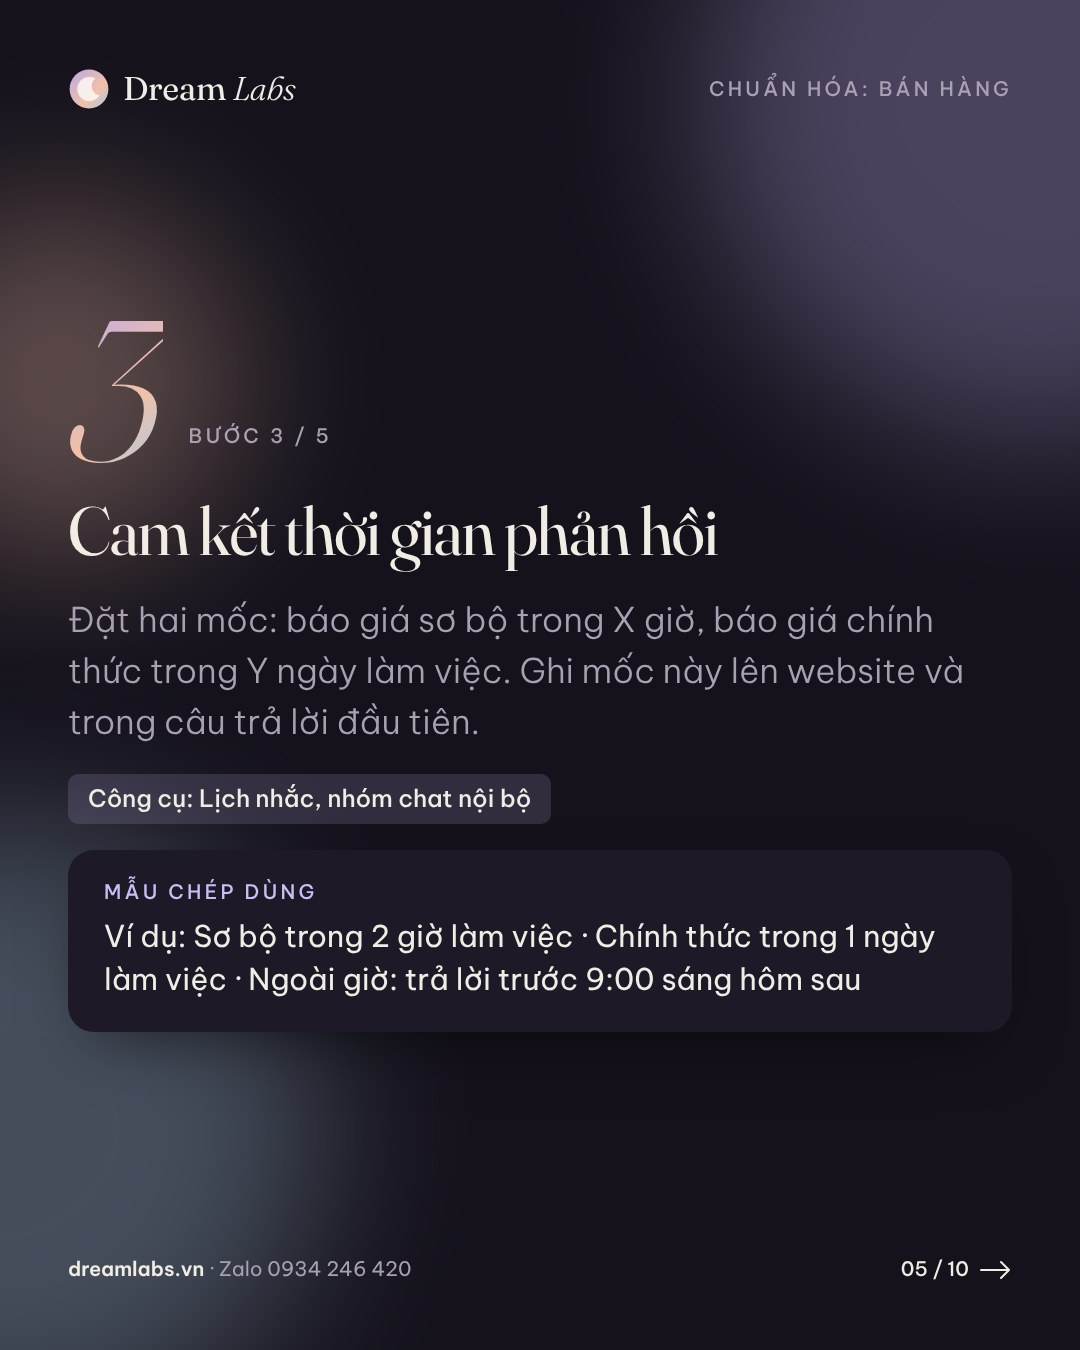 Dream Labs
CHUẨN HÓA: BÁN HÀNG
3
BƯỚC 3 / 5
Cam kết thời gian phản hồi
Đặt hai mốc: báo giá sơ bộ trong X giờ, báo giá chính
thức trong Y ngày làm việc. Ghi mốc này lên website và
trong câu trả lời đầu tiên.
Công cụ: Lịch nhắc, nhóm chat nội bộ
MẪU CHÉP DÙNG
Ví dụ: Sơ bộ trong 2 giờ làm việc · Chính thức trong 1 ngày
làm việc · Ngoài giờ: trả lời trước 9:00 sáng hôm sau
dreamlabs.vn · Zalo 0934 246 420
05 / 10 →